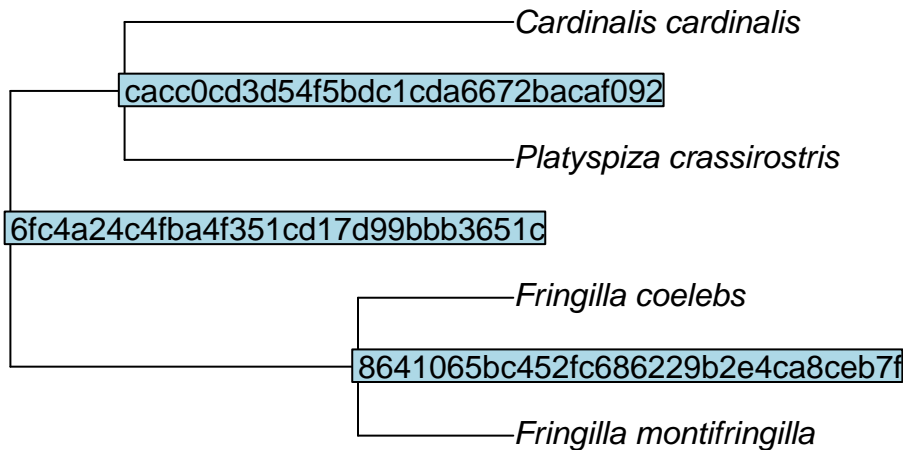 Cardinalis cardinalis
cacc0cd3d54f5bdc1cda6672bacaf092
Platyspiza crassirostris
6fc4a24c4fba4f351cd17d99bbb3651c
Fringilla coelebs
8641065bc452fc686229b2e4ca8ceb7f
Fringilla montifringilla